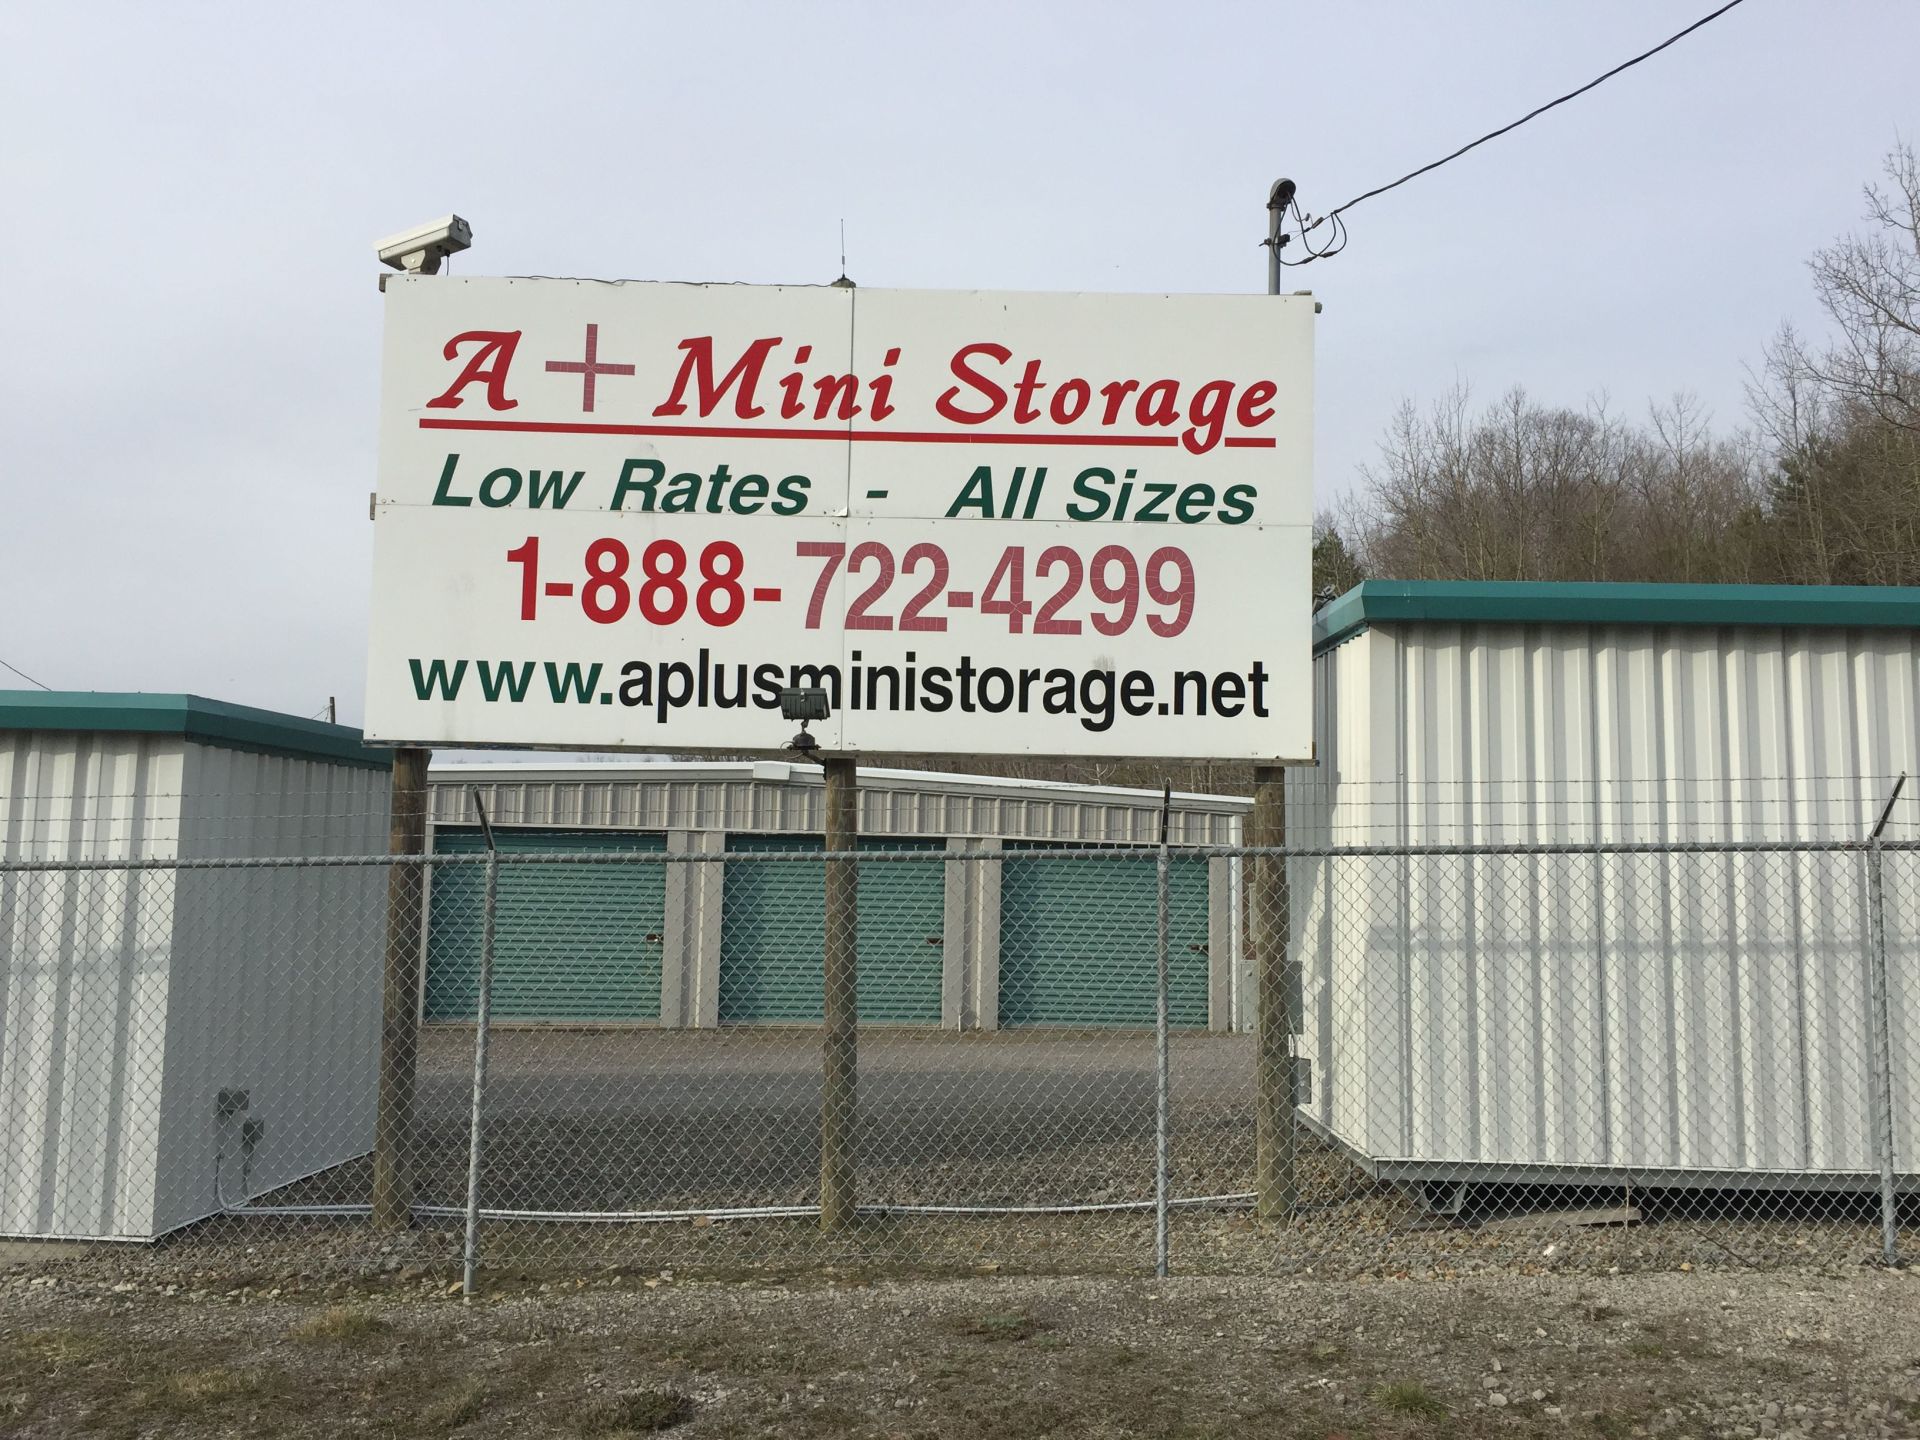 A + Mini Storage
Low Rates - All Sizes
1-888-722-4299
www.aplusministorage.net